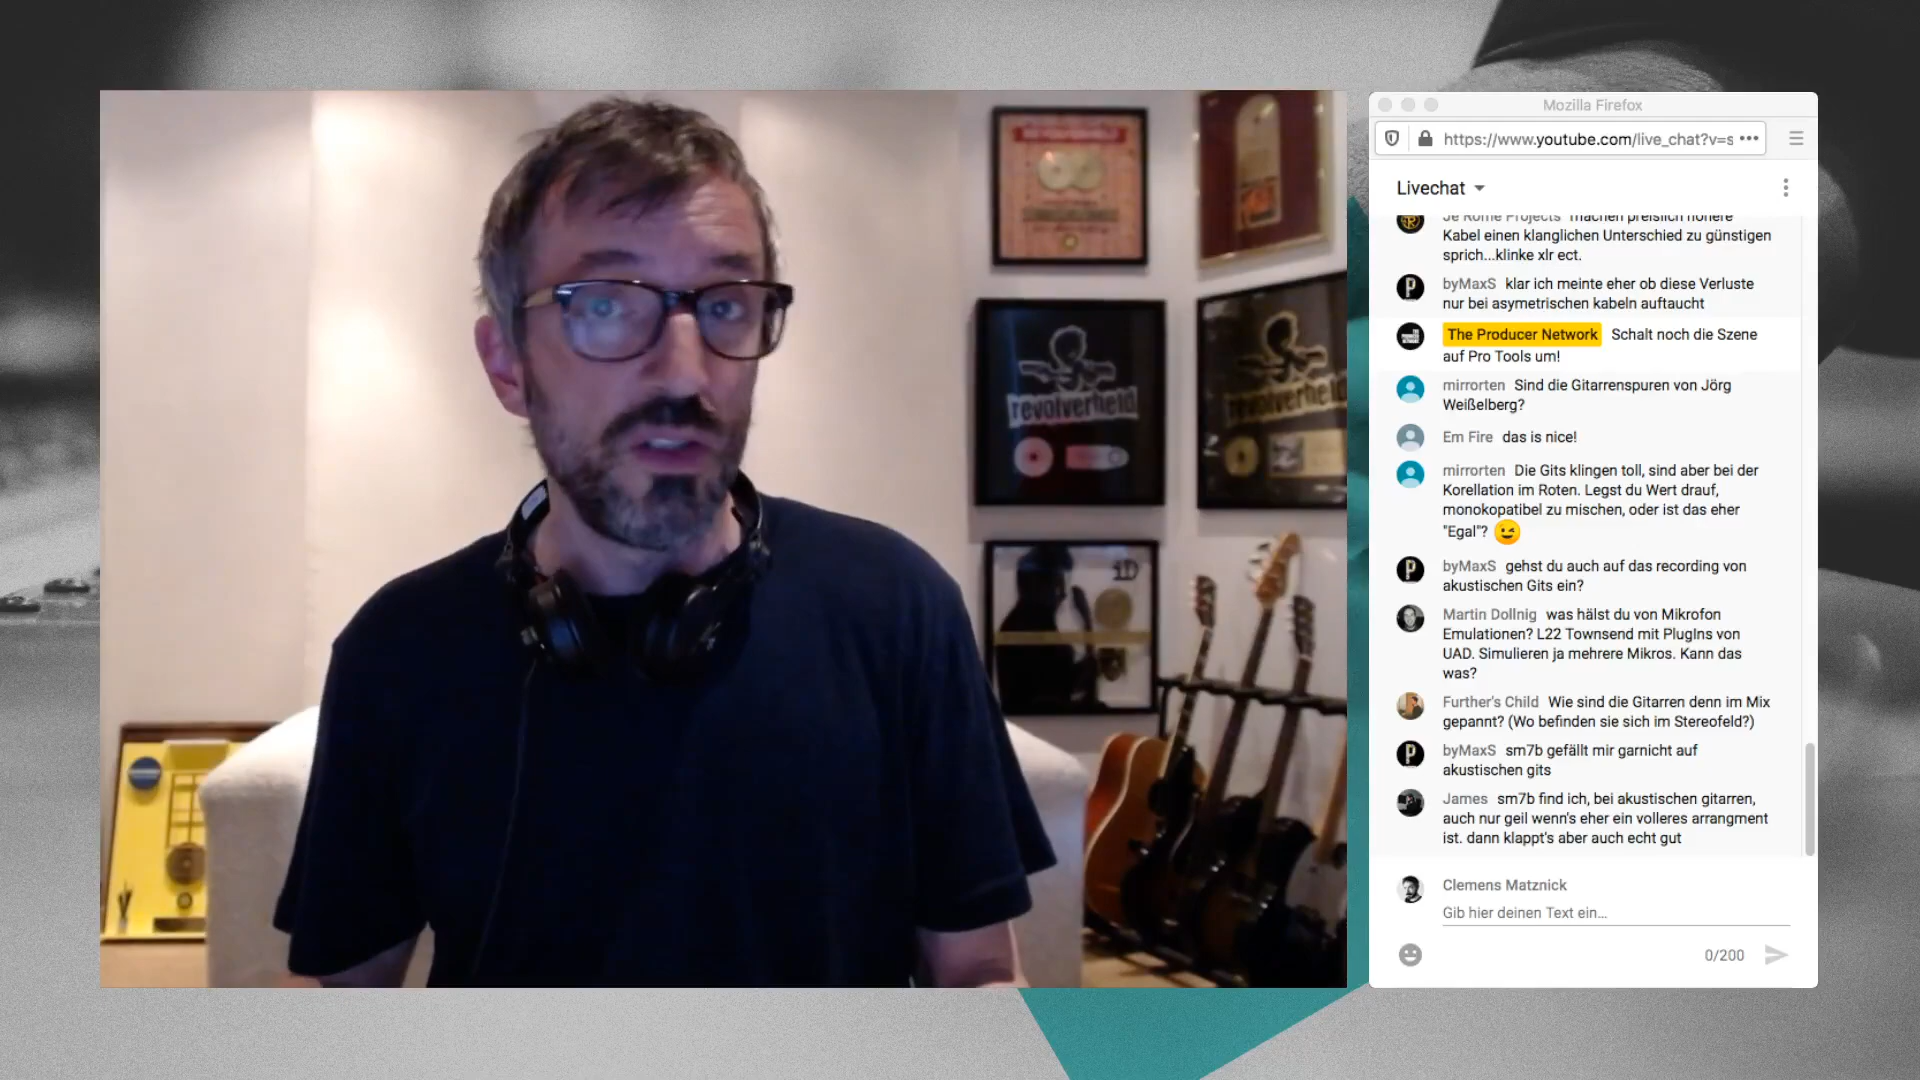 revolverheld
revolverheld
iD
Mozilla Firefox
https://www.youtube.com/live_chat?v=s
Livechat
Je Rome Projects machen preislich höhere
Kabel einen klanglichen Unterschied zu günstigen
sprich...klinke xlr ect.
byMaxS klar ich meinte eher ob diese Verluste
nur bei asymetrischen kabeln auftaucht
The Producer Network Schalt noch die Szene
auf Pro Tools um!
mirrorten Sind die Gitarrenspuren von Jörg
Weißelberg?
Em Fire das is nice!
mirrorten Die Gits klingen toll, sind aber bei der
Korellation im Roten. Legst du Wert drauf,
monokopatibel zu mischen, oder ist das eher
"Egal"? 😉
byMaxS gehst du auch auf das recording von
akustischen Gits ein?
Martin Dollnig was hälst du von Mikrofon
Emulationen? L22 Townsend mit PlugIns von
UAD. Simulieren ja mehrere Mikros. Kann das
was?
Further's Child Wie sind die Gitarren denn im Mix
gepannt? (Wo befinden sie sich im Stereofeld?)
byMaxS sm7b gefällt mir garnicht auf
akustischen gits
James sm7b find ich, bei akustischen gitarren,
auch nur geil wenn's eher ein volleres arrangment
ist. dann klappt's aber auch echt gut
Clemens Matznick
Gib hier deinen Text ein...
0/200